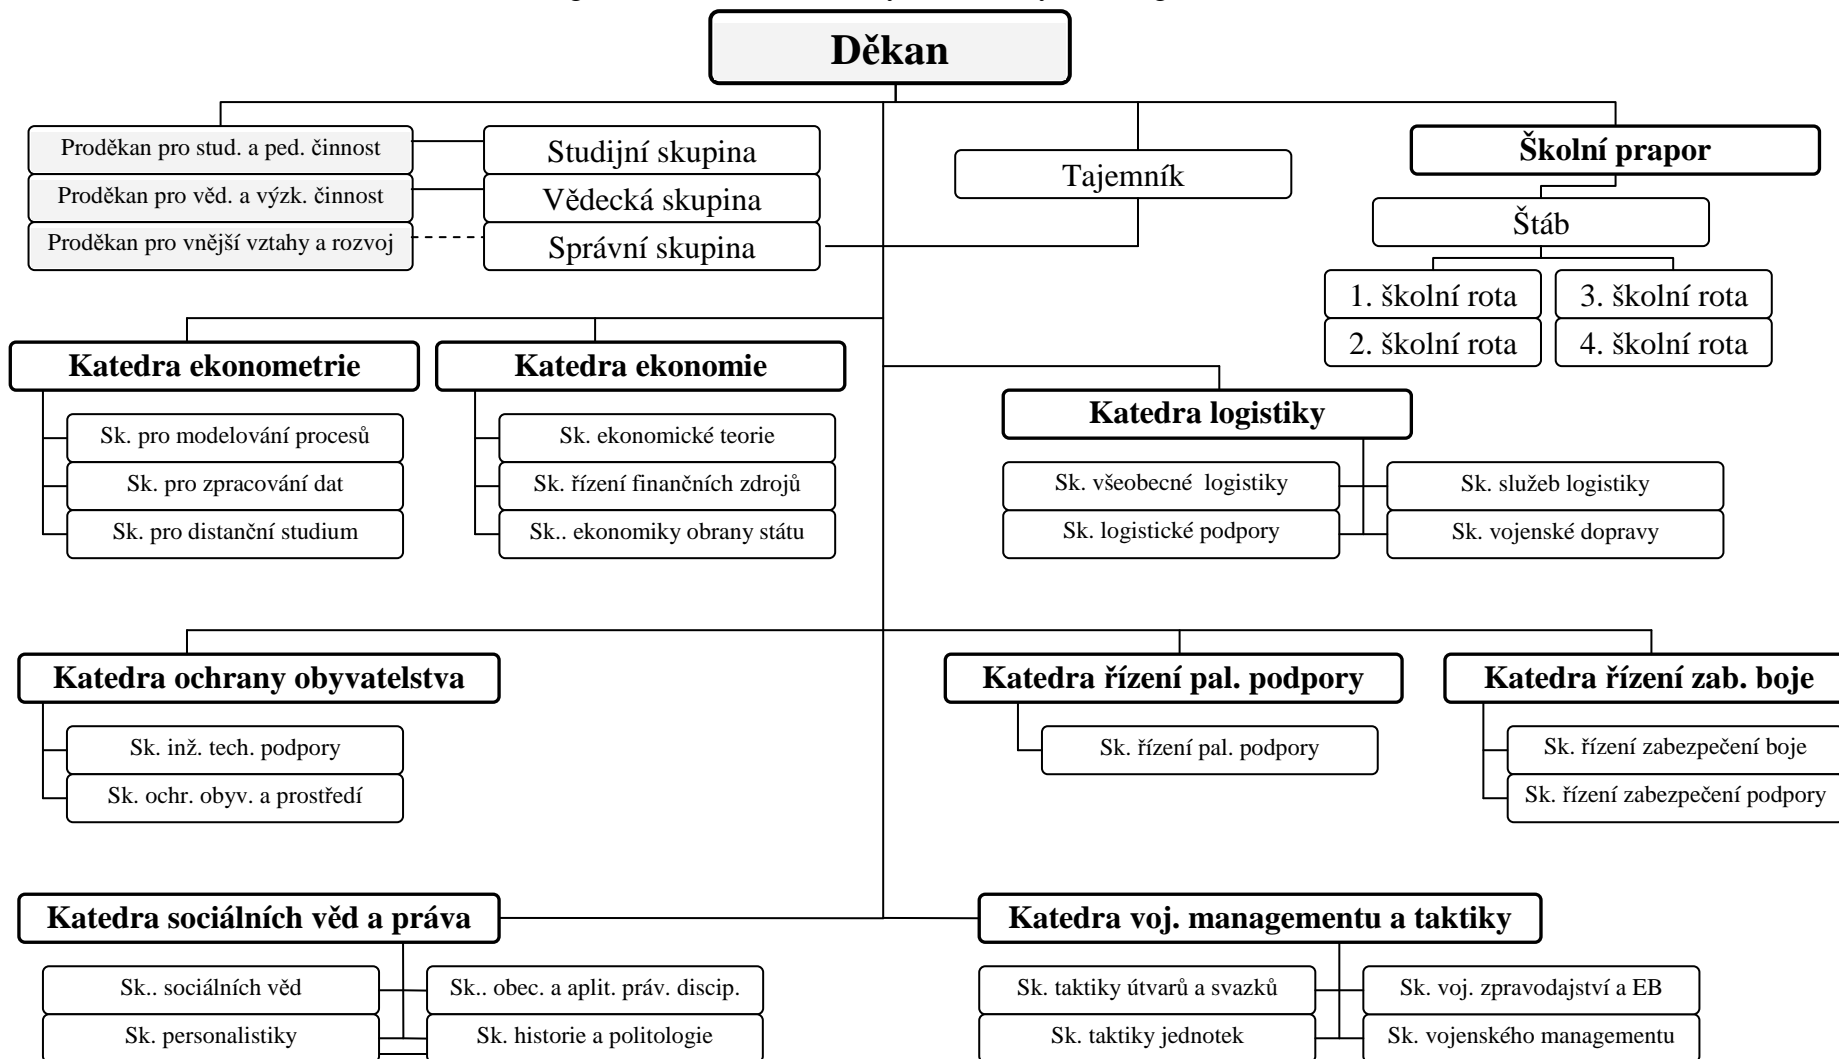 Děkan
Proděkan pro stud. a ped. činnost
Studijní skupina
Proděkan pro věd. a výzk. činnost
Vědecká skupina
Proděkan pro vnější vztahy a rozvoj
Správní skupina
Tajemník
Školní prapor
Štáb
1. školní rota
3. školní rota
2. školní rota
4. školní rota
Katedra ekonometrie
Sk. pro modelování procesů
Sk. pro zpracování dat
Sk. pro distanční studium
Katedra ekonomie
Sk. ekonomické teorie
Sk. řízení finančních zdrojů
Sk.. ekonomiky obrany státu
Katedra logistiky
Sk. všeobecné  logistiky
Sk. služeb logistiky
Sk. logistické podpory
Sk. vojenské dopravy
Katedra ochrany obyvatelstva
Sk. inž. tech. podpory
Sk. ochr. obyv. a prostředí
Katedra řízení pal. podpory
Sk. řízení pal. podpory
Katedra řízení zab. boje
Sk. řízení zabezpečení boje
Sk. řízení zabezpečení podpory
Katedra sociálních věd a práva
Sk.. sociálních věd
Sk.. obec. a aplit. práv. discip.
Sk. personalistiky
Sk. historie a politologie
Katedra voj. managementu a taktiky
Sk. taktiky útvarů a svazků
Sk. voj. zpravodajství a EB
Sk. taktiky jednotek
Sk. vojenského managementu